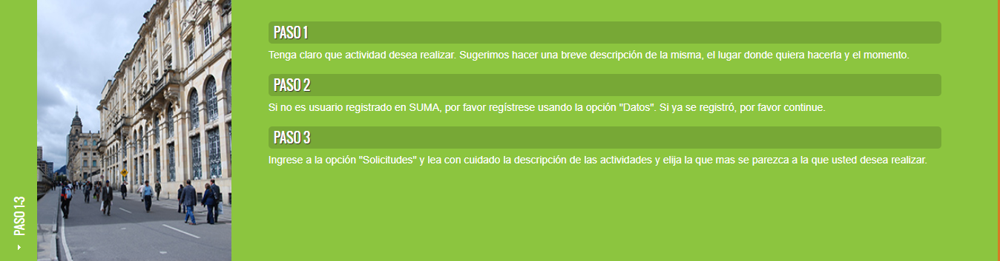 PASO 1-3
PASO 1
Tenga claro que actividad desea realizar. Sugerimos hacer una breve descripción de la misma, el lugar donde quiera hacerla y el momento.
PASO 2
Si no es usuario registrado en SUMA, por favor regístrese usando la opción "Datos". Si ya se registró, por favor continue.
PASO 3
Ingrese a la opción "Solicitudes" y lea con cuidado la descripción de las actividades y elija la que mas se parezca a la que usted desea realizar.